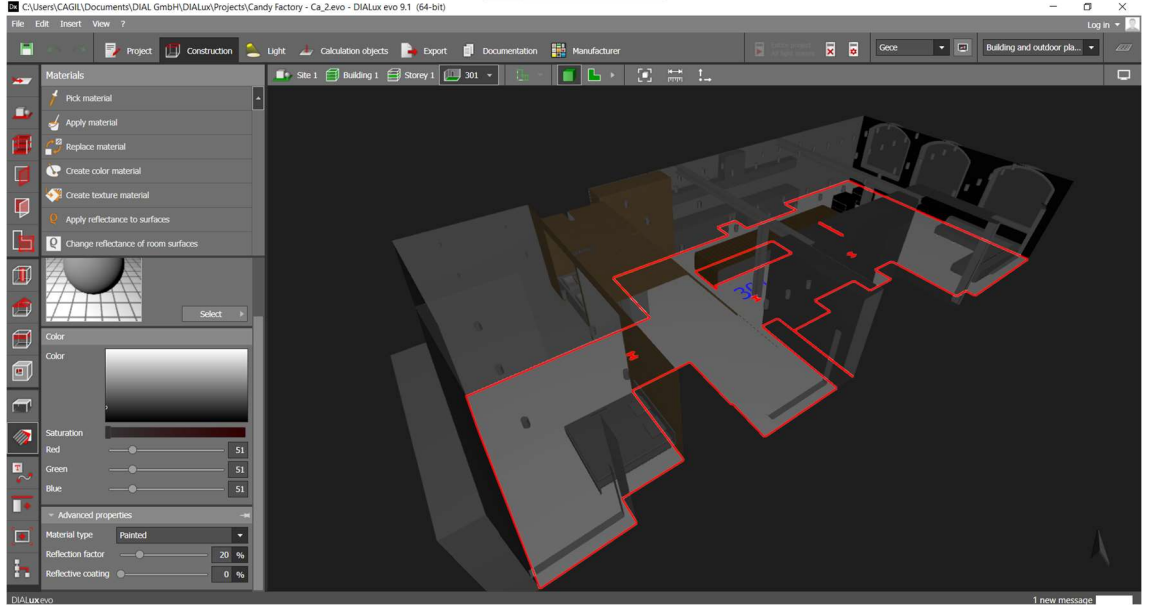 Dx C:\Users\CAGIL\Documents\DIAL GmbH\DIALux\Projects\Candy Factory - Ca_2.evo - DIALux evo 9.1 (64-bit)
File Edit Insert View ?
Log in
Project Construction Light Calculation objects Export Documentation Manufacturer Gece Building and outdoor pla...
Materials
Site 1 Building 1 Storey 1 301
Pick material
Apply material
Replace material
Create color material
Create texture material
Apply reflectance to surfaces
Change reflectance of room surfaces
Select
Color
Color
Saturation
Red 51
Green 51
Blue 51
Advanced properties
Material type Painted
Reflection factor 20 %
Reflective coating 0 %
DIALux evo
1 new message